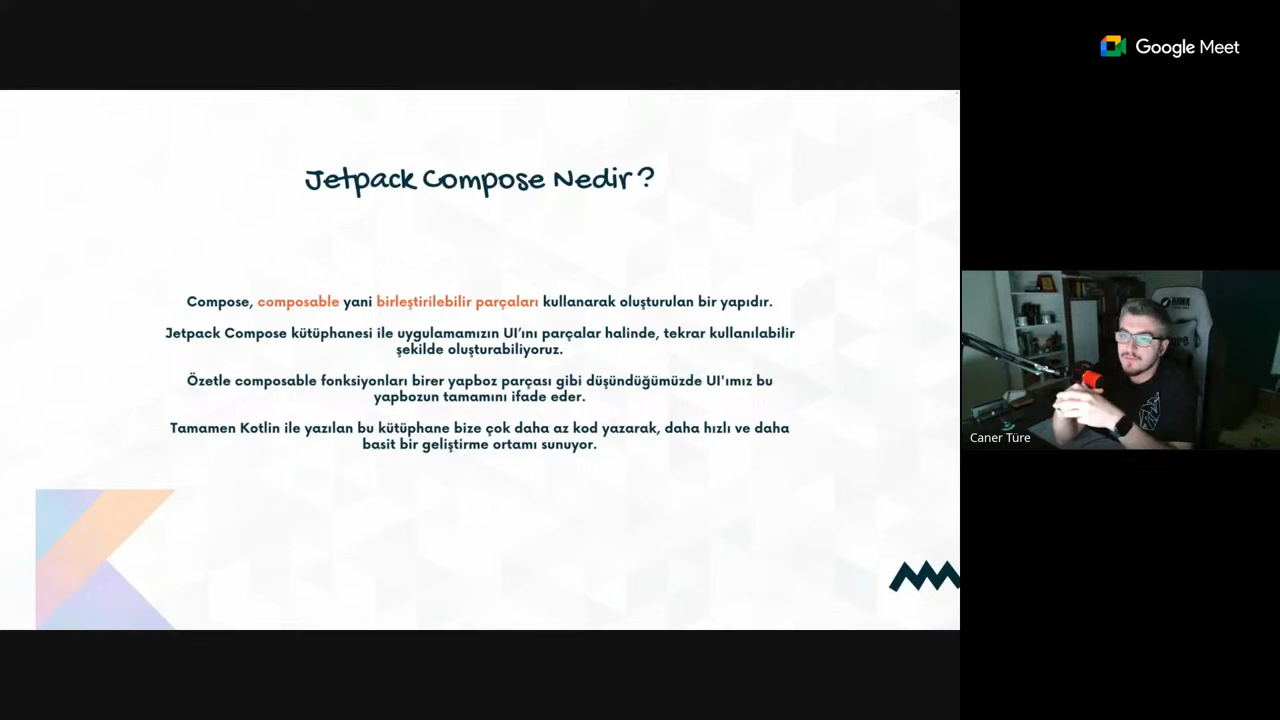 Google Meet
Jetpack Compose Nedir ?
Compose, composable yani birleştirilebilir parçaları kullanarak oluşturulan bir yapıdır.
Jetpack Compose kütüphanesi ile uygulamamızın UI'ını parçalar halinde, tekrar kullanılabilir
şekilde oluşturabiliyoruz.
Özetle composable fonksiyonları birer yapboz parçası gibi düşündüğümüzde UI'ımız bu
yapbozun tamamını ifade eder.
Tamamen Kotlin ile yazılan bu kütüphane bize çok daha az kod yazarak, daha hızlı ve daha
basit bir geliştirme ortamı sunuyor.
Caner Türe